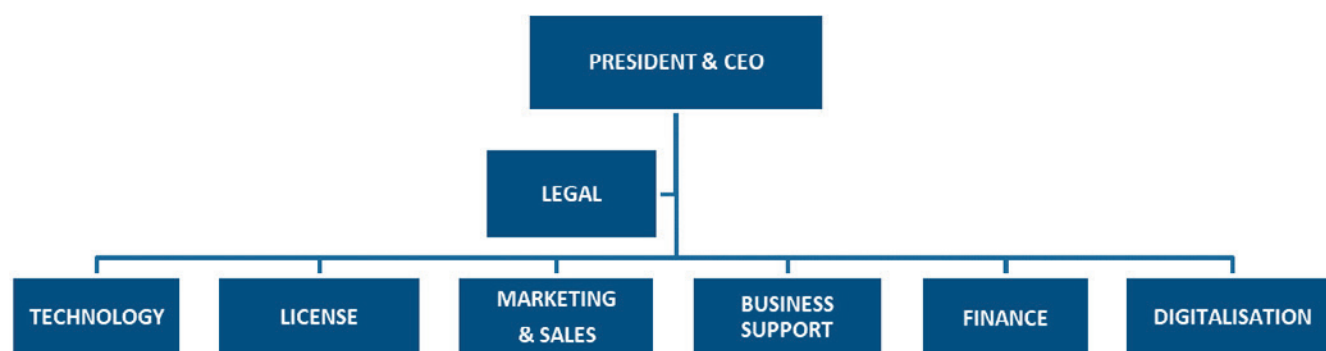 PRESIDENT & CEO
LEGAL
TECHNOLOGY
LICENSE
MARKETING
& SALES
BUSINESS
SUPPORT
FINANCE
DIGITALISATION